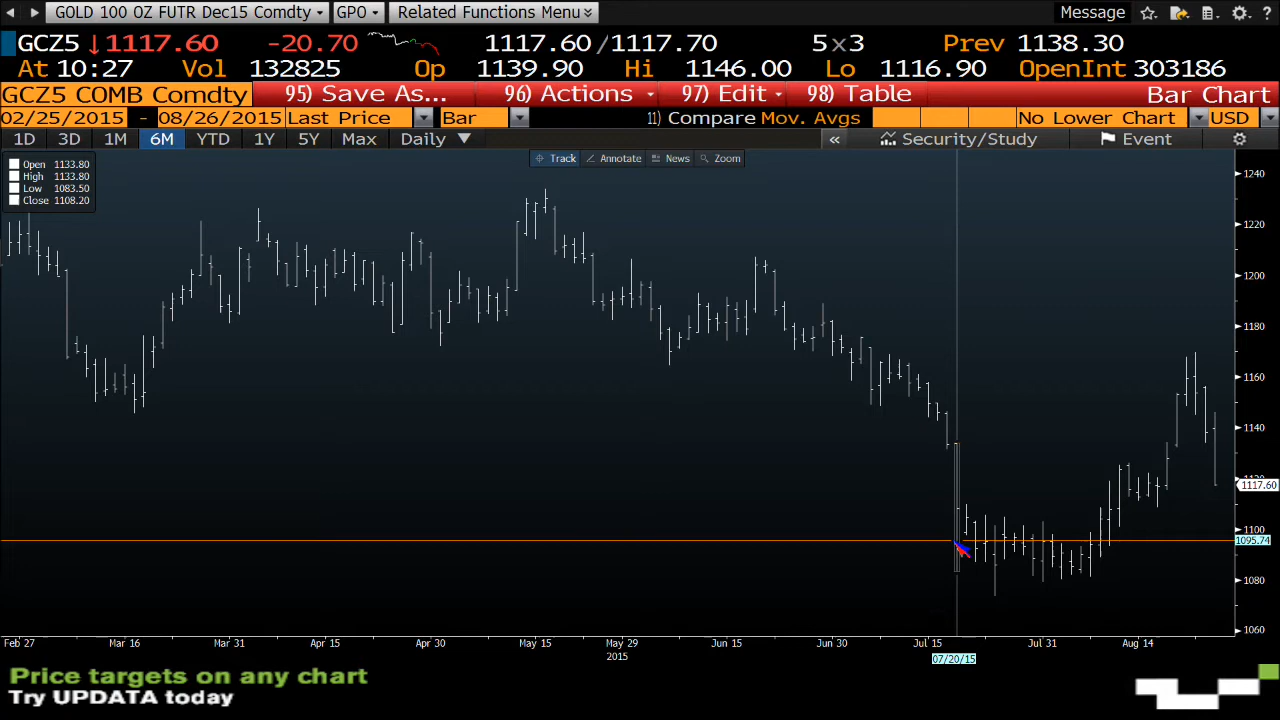 GOLD 100 OZ FUTR Dec15 Comdty GPO Related Functions Menu Message
GCZ5 1117.60 -20.70 1117.60/1117.70 5x3 Prev 1138.30
At 10:27 Vol 132825 Op 1139.90 Hi 1146.00 Lo 1116.90 OpenInt 303186
GCZ5 COMB Comdty 95) Save As... 96) Actions 97) Edit 98) Table Bar Chart
02/25/2015 - 08/26/2015 Last Price Bar 11) Compare Mov. Avgs No Lower Chart USD
1D 3D 1M 6M YTD 1Y 5Y Max Daily « Security/Study Event
Track Annotate News Zoom
Open 1133.80
High 1133.80
Low 1083.50
Close 1108.20
1240
1220
1200
1180
1160
1140
1117.60
1100
1095.74
1080
1060
Feb 27 Mar 16 Mar 31 Apr 15 Apr 30 May 15 May 29 Jun 15 Jun 30 Jul 15 Jul 31 Aug 14
2015
07/20/15
Price targets on any chart
Try UPDATA today